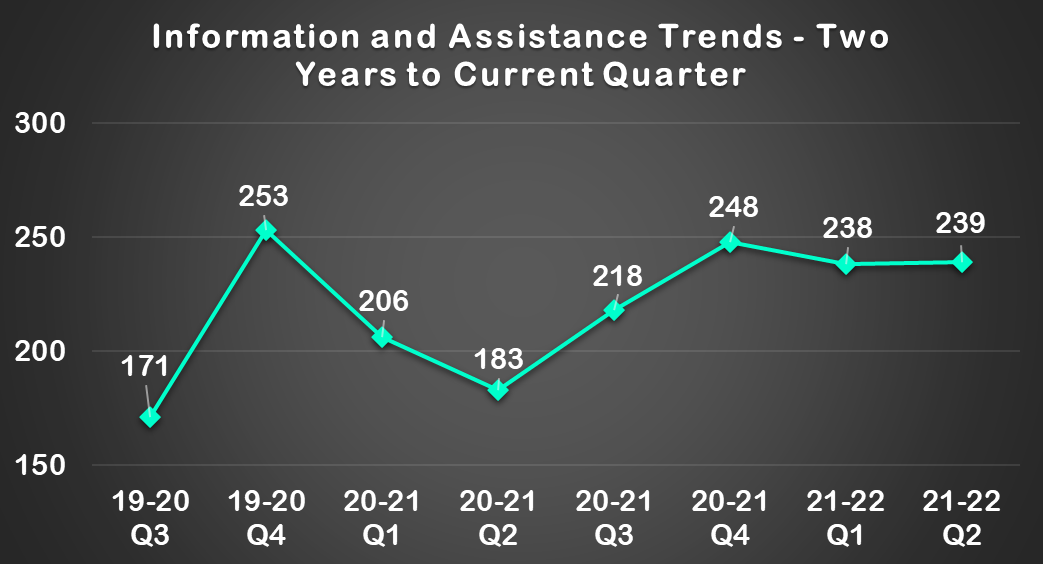 Information and Assistance Trends - Two
Years to Current Quarter
300
250
200
150
171
253
206
183
218
248
238
239
19-20 Q3
19-20 Q4
20-21 Q1
20-21 Q2
20-21 Q3
20-21 Q4
21-22 Q1
21-22 Q2